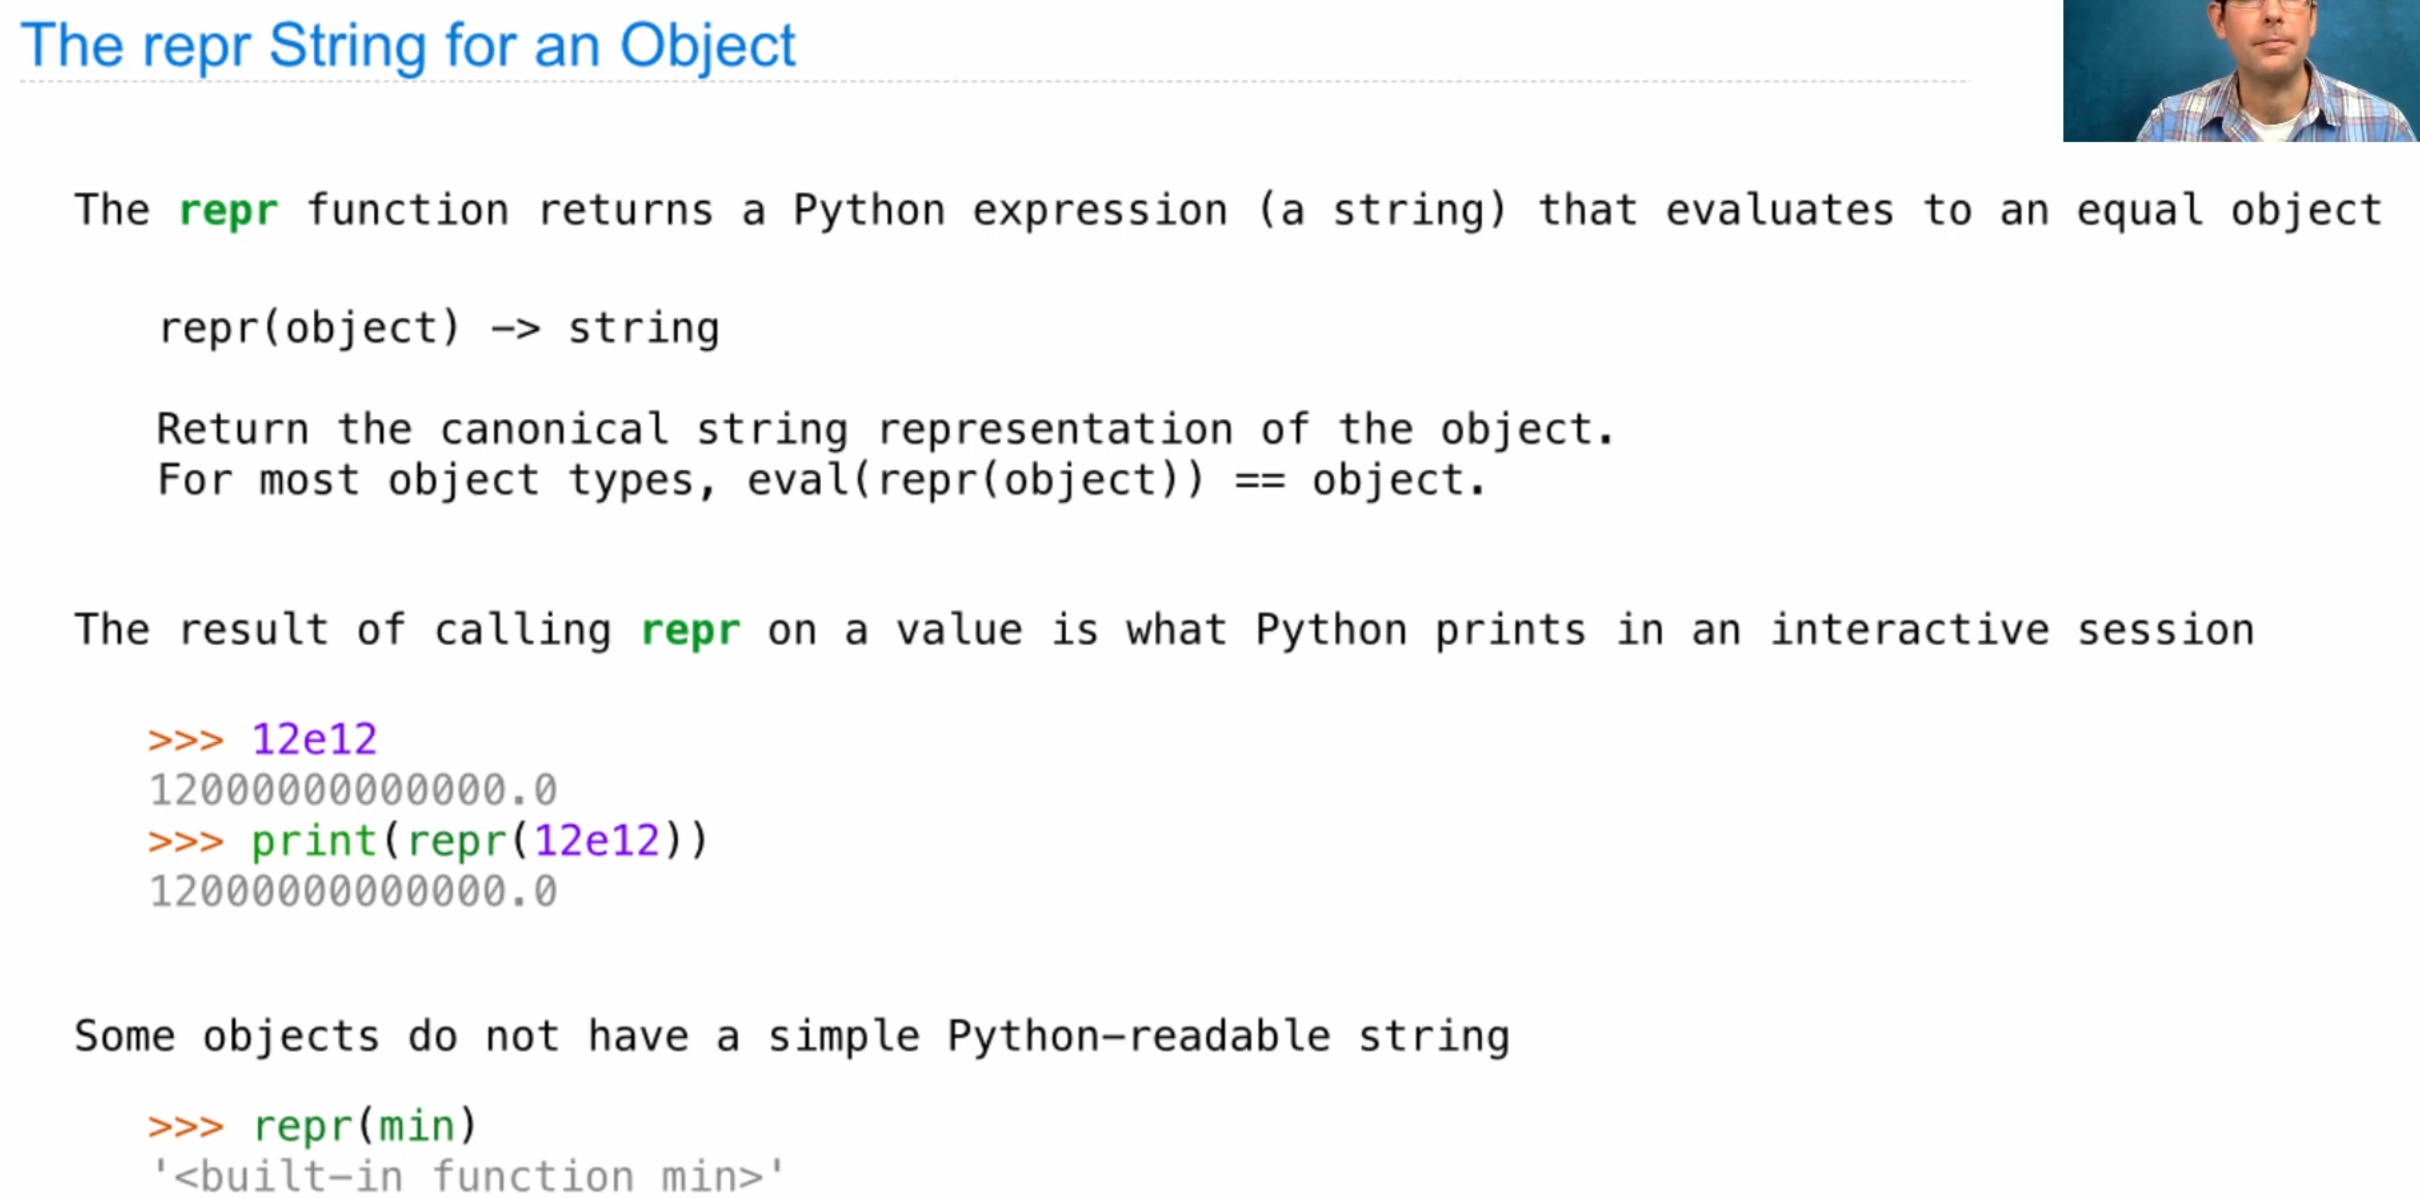 The repr String for an Object
The repr function returns a Python expression (a string) that evaluates to an equal object
repr(object) -> string
Return the canonical string representation of the object.
For most object types, eval(repr(object)) == object.
The result of calling repr on a value is what Python prints in an interactive session
>>> 12e12
12000000000000.0
>>> print(repr(12e12))
12000000000000.0
Some objects do not have a simple Python-readable string
>>> repr(min)
'<built-in function min>'